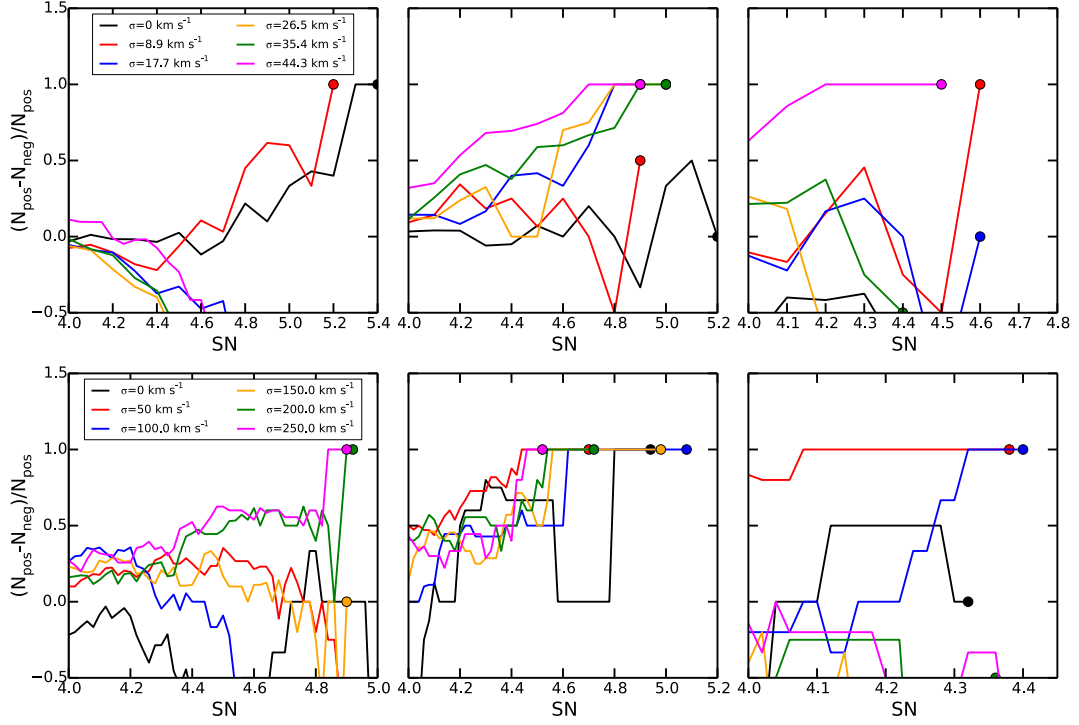 1.5
1.0
0.5
0.0
−0.5
(Npos−Nneg)/Npos
σ=0 km s⁻¹
σ=8.9 km s⁻¹
σ=17.7 km s⁻¹
σ=26.5 km s⁻¹
σ=35.4 km s⁻¹
σ=44.3 km s⁻¹
4.0 4.2 4.4 4.6 4.8 5.0 5.2 5.4
SN
4.0 4.2 4.4 4.6 4.8 5.0 5.2
SN
4.0 4.1 4.2 4.3 4.4 4.5 4.6 4.7 4.8
SN
1.5
1.0
0.5
0.0
−0.5
(Npos−Nneg)/Npos
σ=0 km s⁻¹
σ=50 km s⁻¹
σ=100.0 km s⁻¹
σ=150.0 km s⁻¹
σ=200.0 km s⁻¹
σ=250.0 km s⁻¹
4.0 4.2 4.4 4.6 4.8 5.0
SN
4.0 4.2 4.4 4.6 4.8 5.0 5.2
SN
4.0 4.1 4.2 4.3 4.4
SN